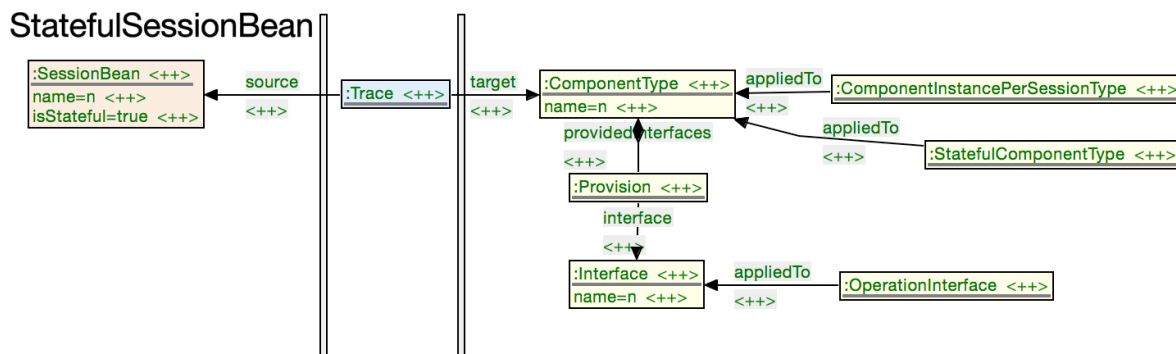 StatefulSessionBean
:SessionBean <++>
name=n <++>
isStateful=true <++>
source
<++>
:Trace <++>
target
<++>
:ComponentType <++>
name=n <++>
appliedTo
<++>
:ComponentInstancePerSessionType <++>
appliedTo
<++>
:StatefulComponentType <++>
providedInterfaces
<++>
:Provision <++>
interface
<++>
:Interface <++>
name=n <++>
appliedTo
<++>
:OperationInterface <++>